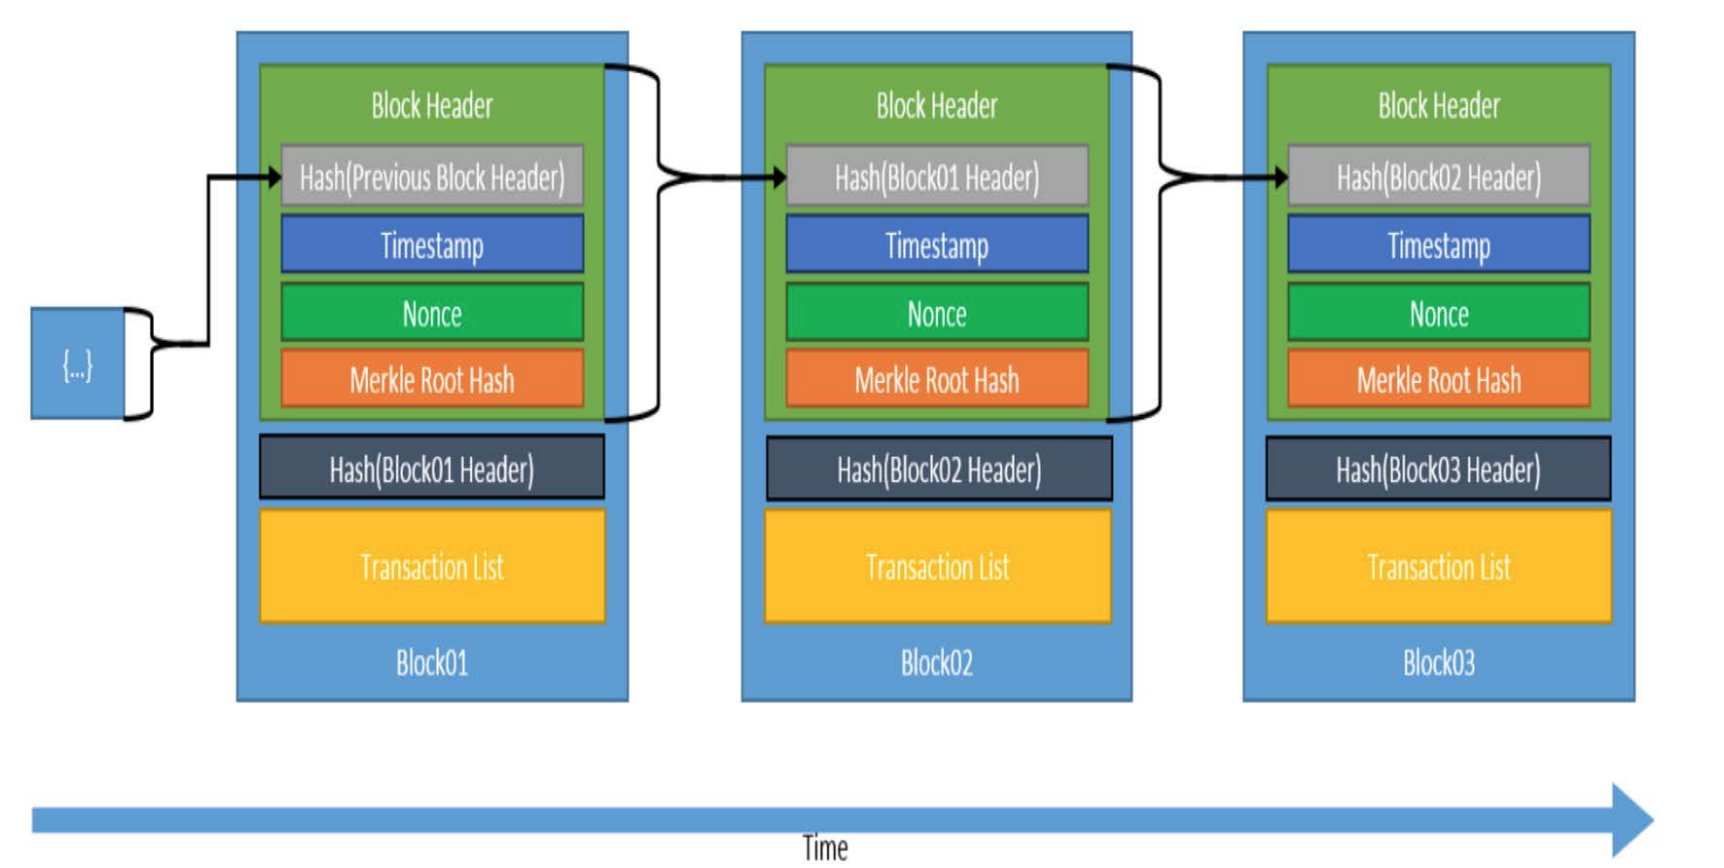 {...}
Block Header
Hash(Previous Block Header)
Timestamp
Nonce
Merkle Root Hash
Hash(Block01 Header)
Transaction List
Block01
Block Header
Hash(Block01 Header)
Timestamp
Nonce
Merkle Root Hash
Hash(Block02 Header)
Transaction List
Block02
Block Header
Hash(Block02 Header)
Timestamp
Nonce
Merkle Root Hash
Hash(Block03 Header)
Transaction List
Block03
Time